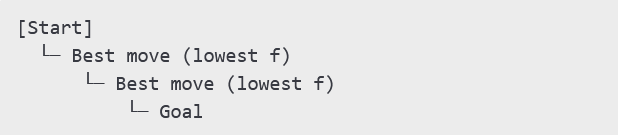 [Start]
└─ Best move (lowest f)
└─ Best move (lowest f)
└─ Goal